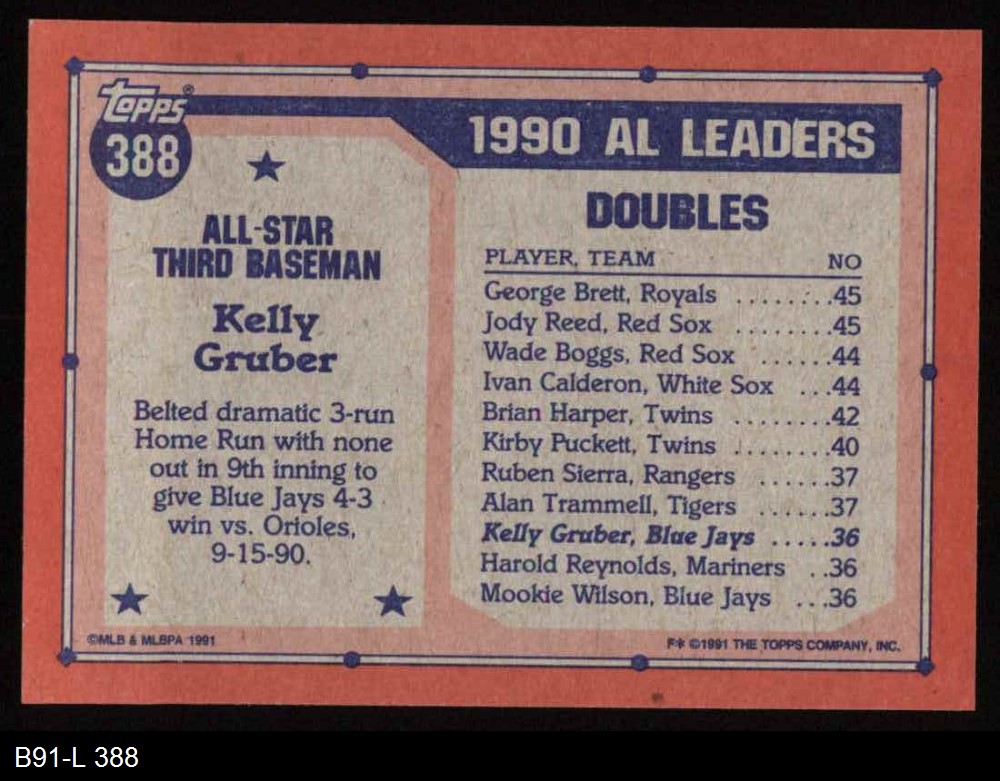 Topps®
388
ALL-STAR
THIRD BASEMAN
Kelly
Gruber
Belted dramatic 3-run
Home Run with none
out in 9th inning to
give Blue Jays 4-3
win vs. Orioles,
9-15-90.
©MLB & MLBPA 1991
1990 AL LEADERS
DOUBLES
PLAYER, TEAM NO
George Brett, Royals ........45
Jody Reed, Red Sox ........45
Wade Boggs, Red Sox ......44
Ivan Calderon, White Sox ...44
Brian Harper, Twins ........42
Kirby Puckett, Twins ........40
Ruben Sierra, Rangers ......37
Alan Trammell, Tigers ......37
Kelly Gruber, Blue Jays .....36
Harold Reynolds, Mariners ..36
Mookie Wilson, Blue Jays ...36
F* ©1991 THE TOPPS COMPANY, INC.
B91-L 388